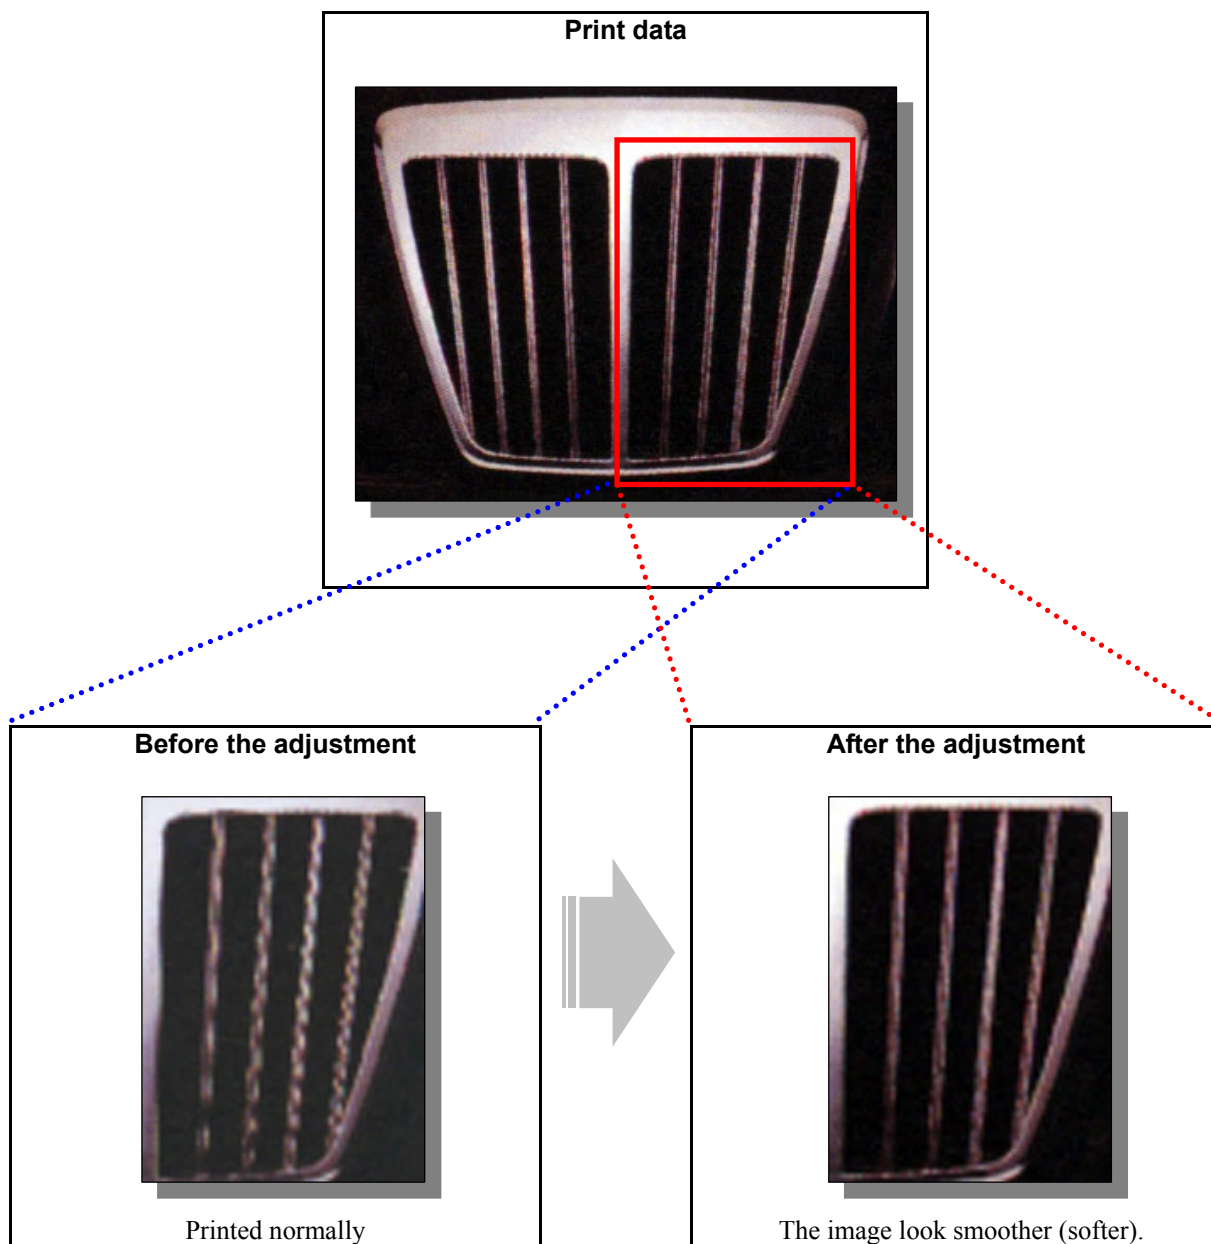 Print data
Before the adjustment
After the adjustment
Printed normally
The image look smoother (softer).